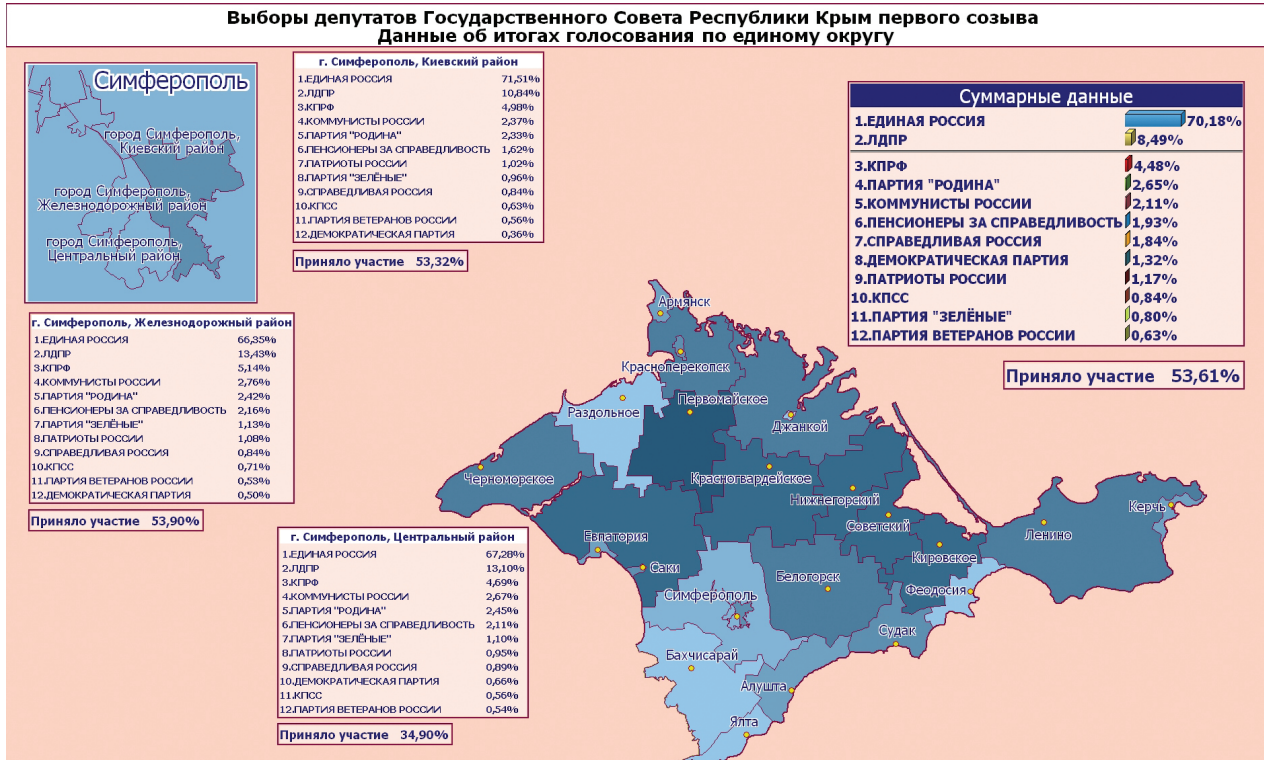 Выборы депутатов Государственного Совета Республики Крым первого созыва
Данные об итогах голосования по единому округу
Симферополь
город Симферополь,
Киевский район
город Симферополь,
Железнодорожный район
город Симферополь,
Центральный район
г. Симферополь, Киевский район
1.ЕДИНАЯ РОССИЯ 71,51%
2.ЛДПР 10,84%
3.КПРФ 4,98%
4.КОММУНИСТЫ РОССИИ 2,37%
5.ПАРТИЯ "РОДИНА" 2,33%
6.ПЕНСИОНЕРЫ ЗА СПРАВЕДЛИВОСТЬ 1,62%
7.ПАТРИОТЫ РОССИИ 1,02%
8.ПАРТИЯ "ЗЕЛЁНЫЕ" 0,96%
9.СПРАВЕДЛИВАЯ РОССИЯ 0,84%
10.КПСС 0,63%
11.ПАРТИЯ ВЕТЕРАНОВ РОССИИ 0,56%
12.ДЕМОКРАТИЧЕСКАЯ ПАРТИЯ 0,36%
Приняло участие 53,32%
Суммарные данные
1.ЕДИНАЯ РОССИЯ 70,18%
2.ЛДПР 8,49%
3.КПРФ 4,48%
4.ПАРТИЯ "РОДИНА" 2,65%
5.КОММУНИСТЫ РОССИИ 2,11%
6.ПЕНСИОНЕРЫ ЗА СПРАВЕДЛИВОСТЬ 1,93%
7.СПРАВЕДЛИВАЯ РОССИЯ 1,84%
8.ДЕМОКРАТИЧЕСКАЯ ПАРТИЯ 1,32%
9.ПАТРИОТЫ РОССИИ 1,17%
10.КПСС 0,84%
11.ПАРТИЯ "ЗЕЛЁНЫЕ" 0,80%
12.ПАРТИЯ ВЕТЕРАНОВ РОССИИ 0,63%
Приняло участие 53,61%
г. Симферополь, Железнодорожный район
1.ЕДИНАЯ РОССИЯ 66,35%
2.ЛДПР 13,43%
3.КПРФ 5,14%
4.КОММУНИСТЫ РОССИИ 2,76%
5.ПАРТИЯ "РОДИНА" 2,42%
6.ПЕНСИОНЕРЫ ЗА СПРАВЕДЛИВОСТЬ 2,16%
7.ПАРТИЯ "ЗЕЛЁНЫЕ" 1,13%
8.ПАТРИОТЫ РОССИИ 1,08%
9.СПРАВЕДЛИВАЯ РОССИЯ 0,84%
10.КПСС 0,71%
11.ПАРТИЯ ВЕТЕРАНОВ РОССИИ 0,53%
12.ДЕМОКРАТИЧЕСКАЯ ПАРТИЯ 0,50%
Приняло участие 53,90%
г. Симферополь, Центральный район
1.ЕДИНАЯ РОССИЯ 67,28%
2.ЛДПР 13,10%
3.КПРФ 4,69%
4.КОММУНИСТЫ РОССИИ 2,67%
5.ПАРТИЯ "РОДИНА" 2,45%
6.ПЕНСИОНЕРЫ ЗА СПРАВЕДЛИВОСТЬ 2,11%
7.ПАРТИЯ "ЗЕЛЁНЫЕ" 1,10%
8.ПАТРИОТЫ РОССИИ 0,95%
9.СПРАВЕДЛИВАЯ РОССИЯ 0,89%
10.ДЕМОКРАТИЧЕСКАЯ ПАРТИЯ 0,66%
11.КПСС 0,56%
12.ПАРТИЯ ВЕТЕРАНОВ РОССИИ 0,54%
Приняло участие 34,90%
Армянск
Красноперекопск
Раздольное
Первомайское
Джанкой
Черноморское
Красногвардейское
Нижнегорский
Советский
Керчь
Ленино
Евпатория
Кировское
Саки
Белогорск
Феодосия
Симферополь
Судак
Бахчисарай
Алушта
Ялта